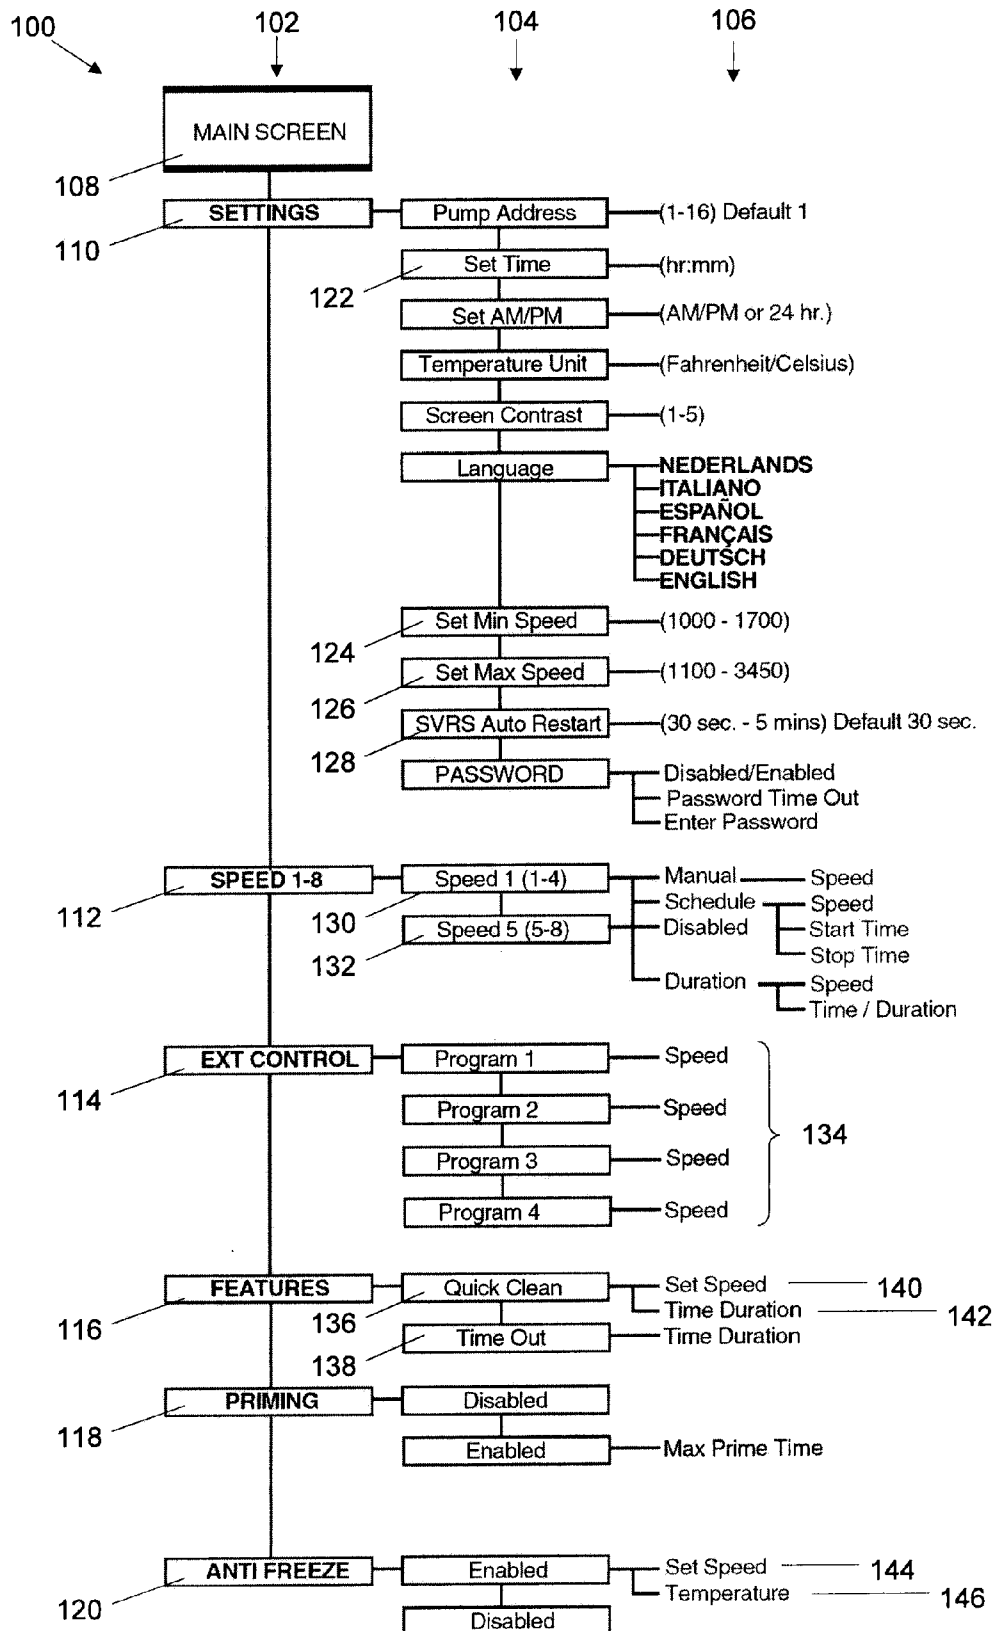 100
102
104
106
MAIN SCREEN
108
SETTINGS
110
Pump Address
(1-16) Default 1
Set Time
(hr:mm)
122
Set AM/PM
(AM/PM or 24 hr.)
Temperature Unit
(Fahrenheit/Celsius)
Screen Contrast
(1-5)
Language
NEDERLANDS
ITALIANO
ESPAÑOL
FRANÇAIS
DEUTSCH
ENGLISH
Set Min Speed
(1000 - 1700)
124
Set Max Speed
(1100 - 3450)
126
SVRS Auto Restart
(30 sec. - 5 mins) Default 30 sec.
128
PASSWORD
Disabled/Enabled
Password Time Out
Enter Password
SPEED 1-8
112
Speed 1 (1-4)
130
Speed 5 (5-8)
132
Manual
Speed
Schedule
Speed
Start Time
Stop Time
Disabled
Duration
Speed
Time / Duration
EXT CONTROL
114
Program 1
Speed
Program 2
Speed
Program 3
Speed
Program 4
Speed
134
FEATURES
116
Quick Clean
136
Set Speed
140
Time Duration
142
Time Out
138
Time Duration
PRIMING
118
Disabled
Enabled
Max Prime Time
ANTI FREEZE
120
Enabled
Set Speed
144
Temperature
146
Disabled